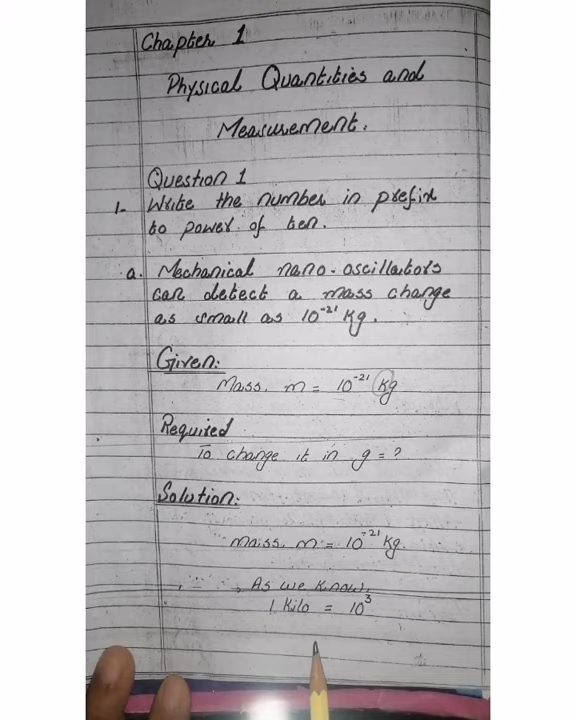 Chapter 1
Physical Quantities and
Measurement.
Question 1
1- Write the number in prefix
to power of ten.
a. Mechanical nano-oscillators
can detect a mass change
as small as 10⁻²¹ Kg.
Given:
Mass, m = 10⁻²¹ Kg
Required
To change it in g = ?
Solution:
Mass, m = 10⁻²¹ Kg.
As we know,
1 Kilo = 10³